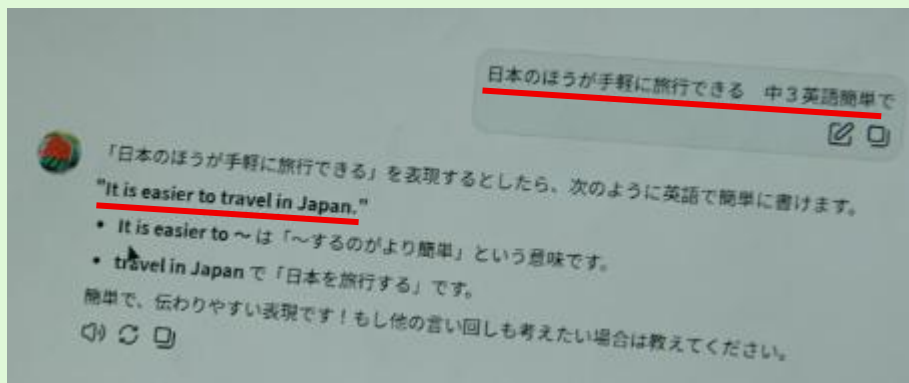 日本のほうが手軽に旅行できる　中3英語簡単で
「日本のほうが手軽に旅行できる」を表現するとしたら、次のように英語で簡単に書けます。
"It is easier to travel in Japan."
• It is easier to ～ は「～するのがより簡単」という意味です。
• travel in Japan で「日本を旅行する」です。
簡単で、伝わりやすい表現です！もし他の言い回しも考えたい場合は教えてください。